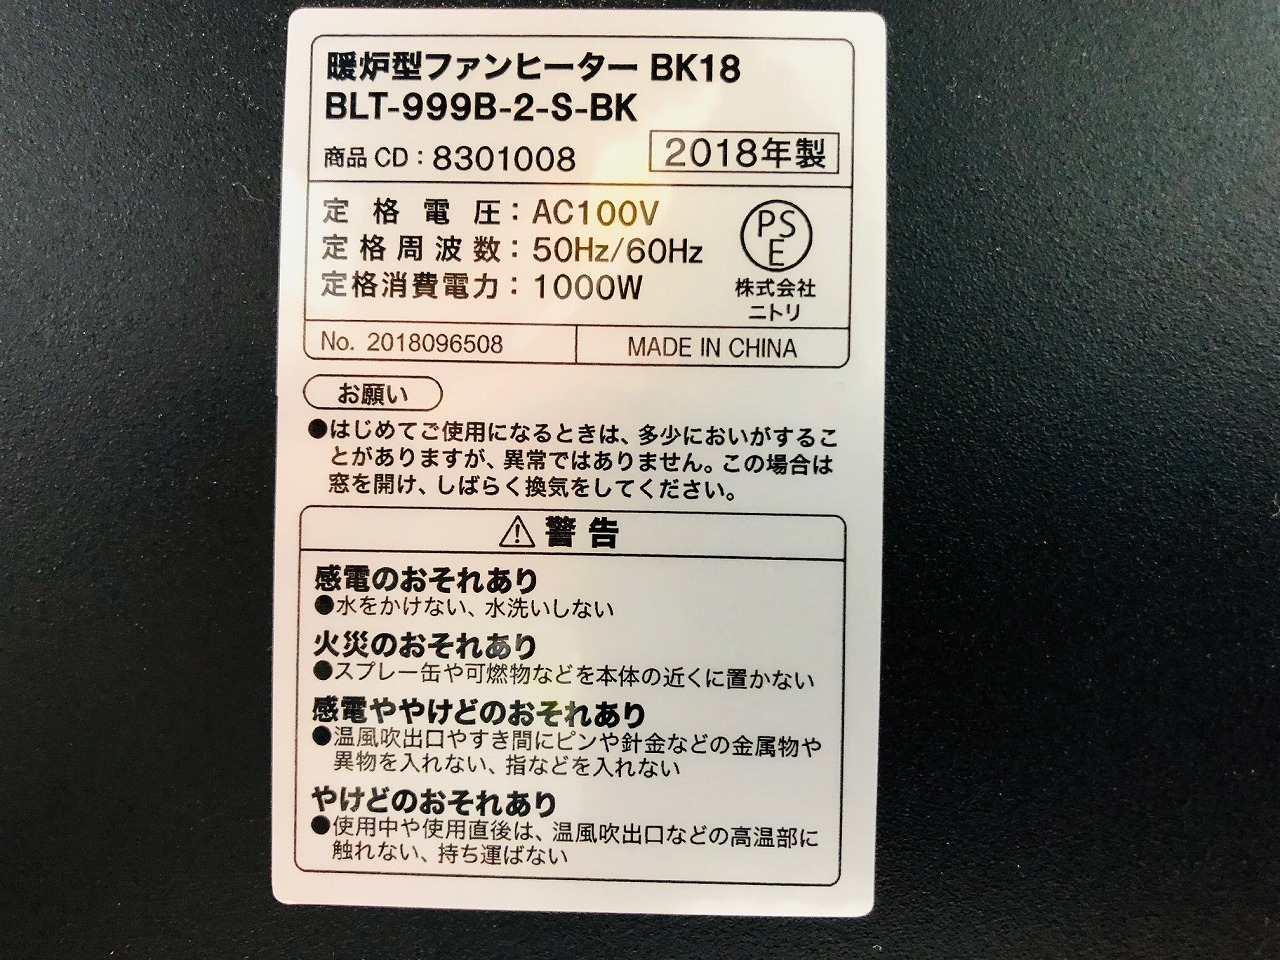 暖炉型ファンヒーター BK18
BLT-999B-2-S-BK
商品CD：8301008
2018年製
定格電圧：AC100V
定格周波数：50Hz/60Hz
定格消費電力：1000W
PSE
株式会社
ニトリ
No. 2018096508
MADE IN CHINA
お願い
●はじめてご使用になるときは、多少においがするこ
とがありますが、異常ではありません。この場合は
窓を開け、しばらく換気をしてください。
⚠警告
感電のおそれあり
●水をかけない、水洗いしない
火災のおそれあり
●スプレー缶や可燃物などを本体の近くに置かない
感電ややけどのおそれあり
●温風吹出口やすき間にピンや針金などの金属物や
異物を入れない、指などを入れない
やけどのおそれあり
●使用中や使用直後は、温風吹出口などの高温部に
触れない、持ち運ばない